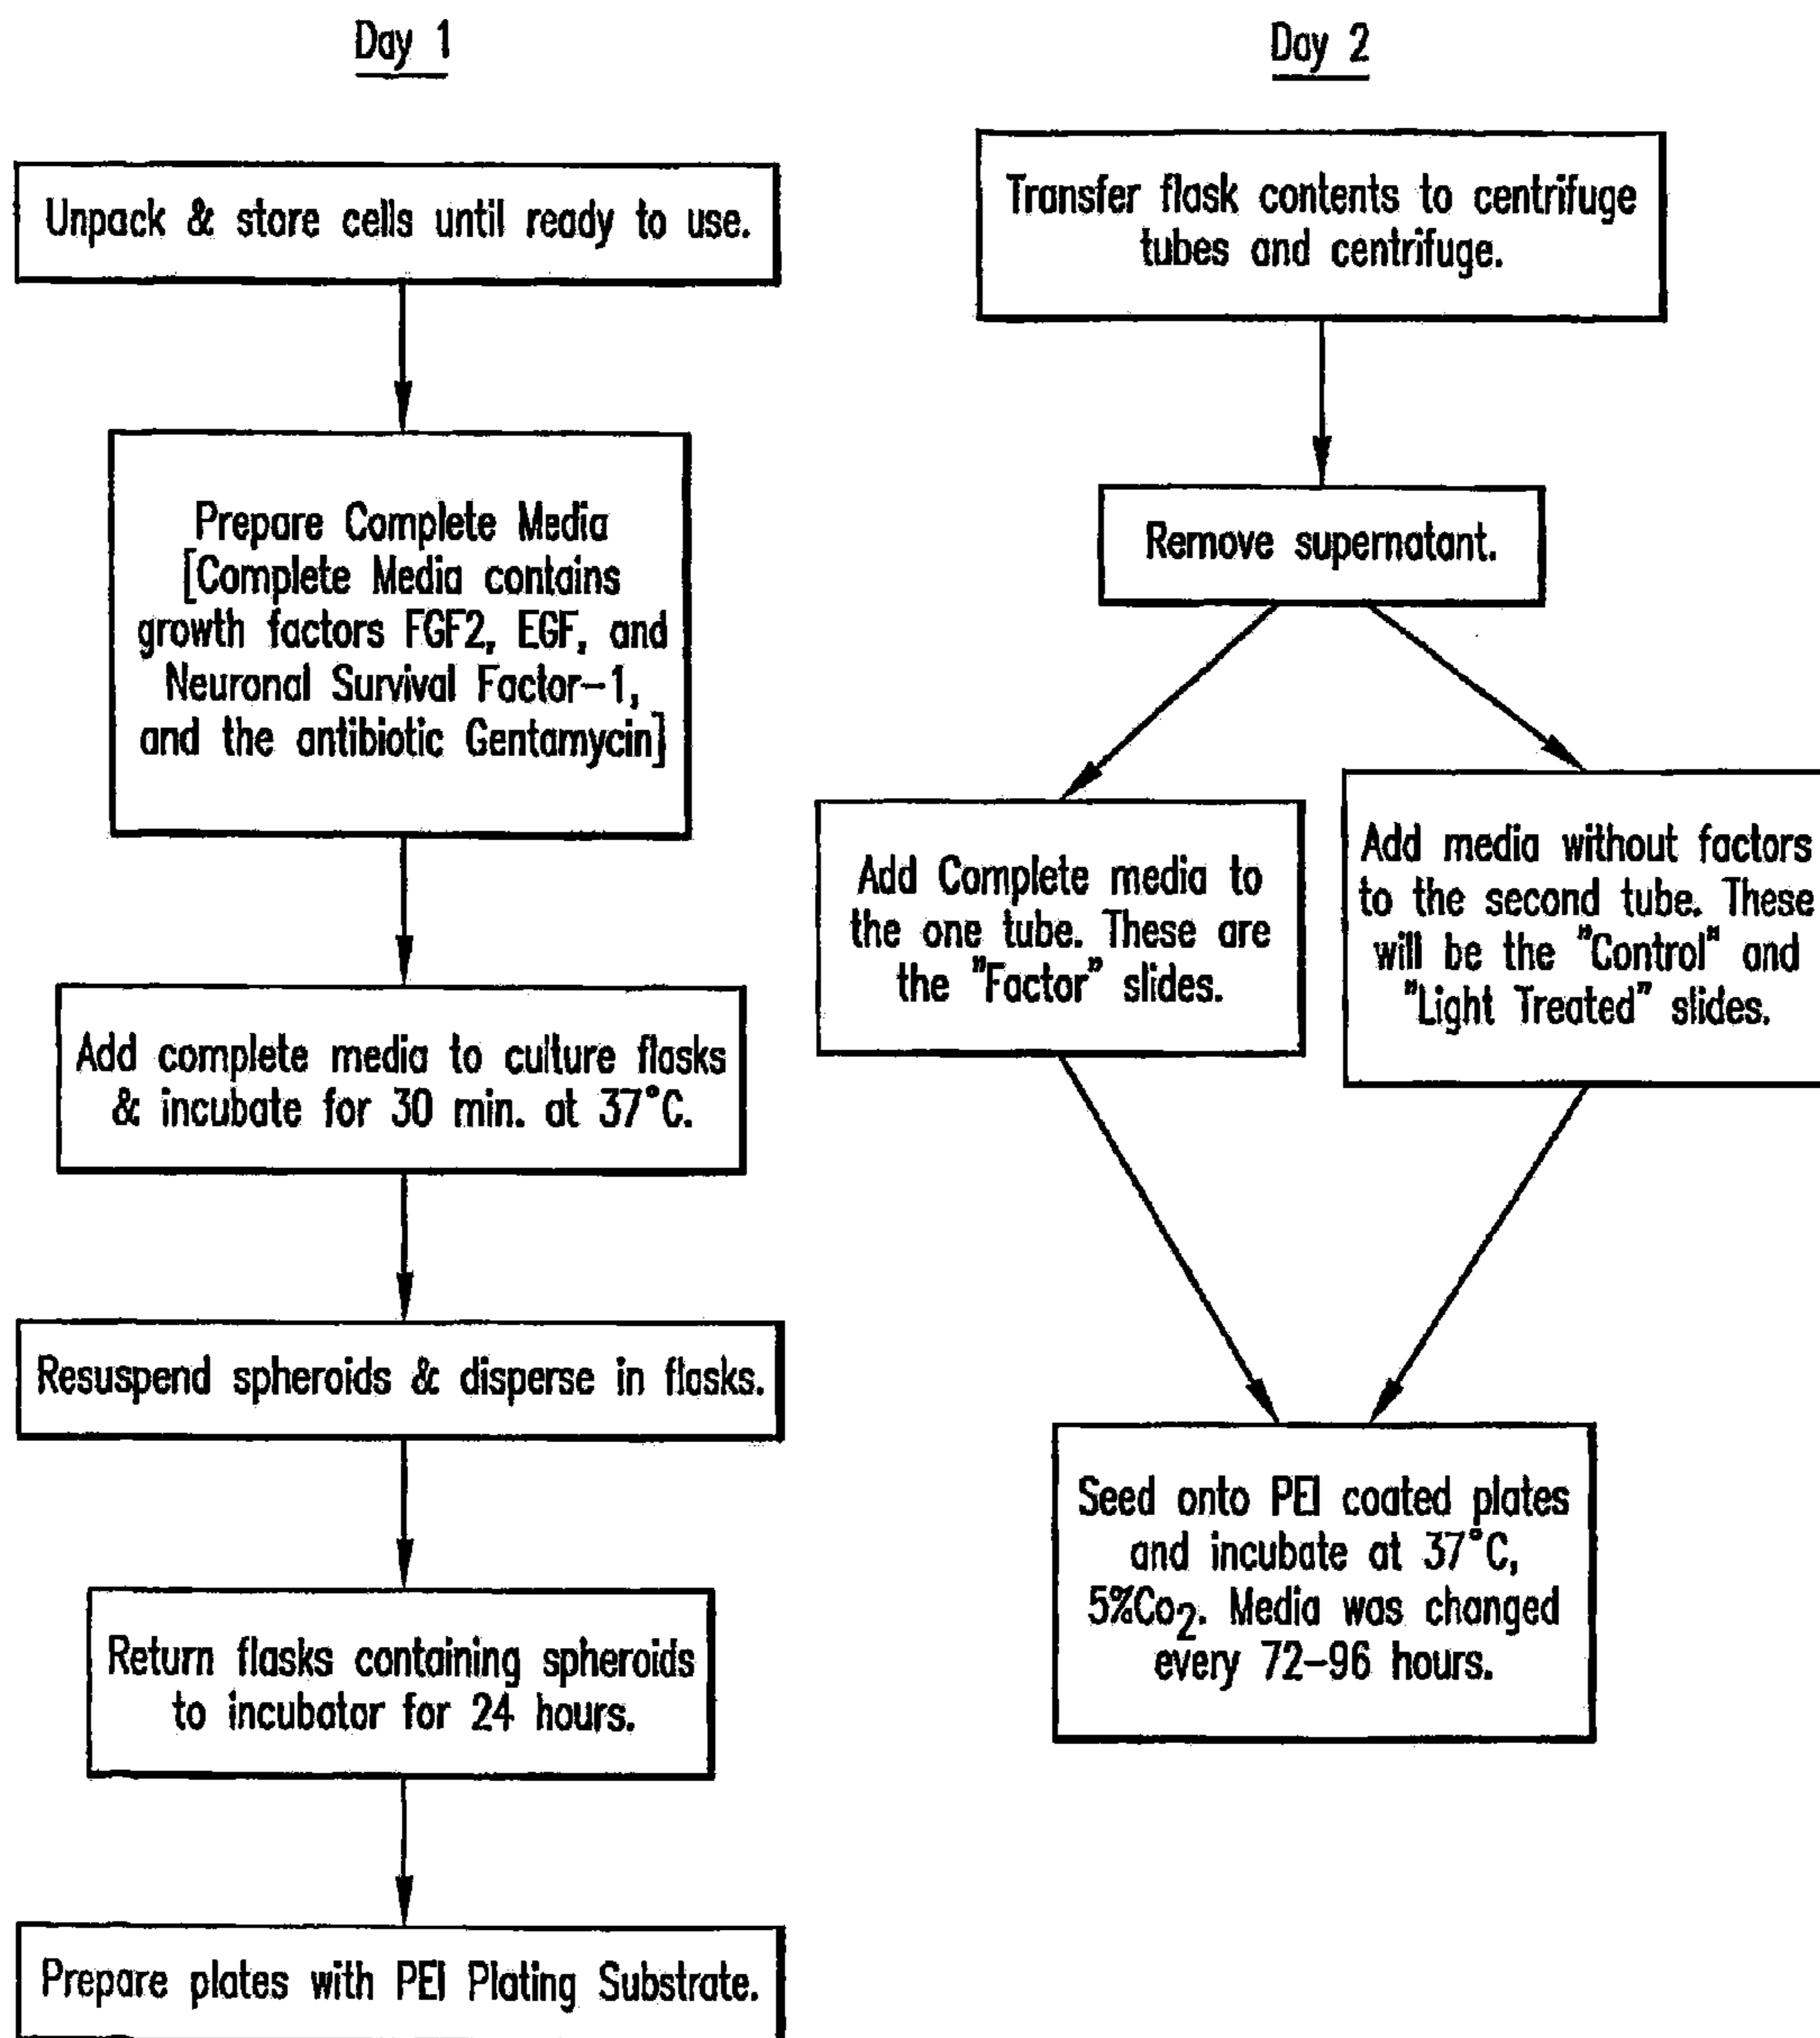 Day 1
Unpack & store cells until ready to use.
Prepare Complete Media
[Complete Media contains
growth factors FGF2, EGF, and
Neuronal Survival Factor-1,
and the antibiotic Gentamycin]
Add complete media to culture flasks
& incubate for 30 min. at 37°C.
Resuspend spheroids & disperse in flasks.
Return flasks containing spheroids
to incubator for 24 hours.
Prepare plates with PEI Plating Substrate.
Day 2
Transfer flask contents to centrifuge
tubes and centrifuge.
Remove supernatant.
Add Complete media to
the one tube. These are
the "Factor" slides.
Add media without factors
to the second tube. These
will be the "Control" and
"Light Treated" slides.
Seed onto PEI coated plates
and incubate at 37°C,
5%Co₂. Media was changed
every 72-96 hours.